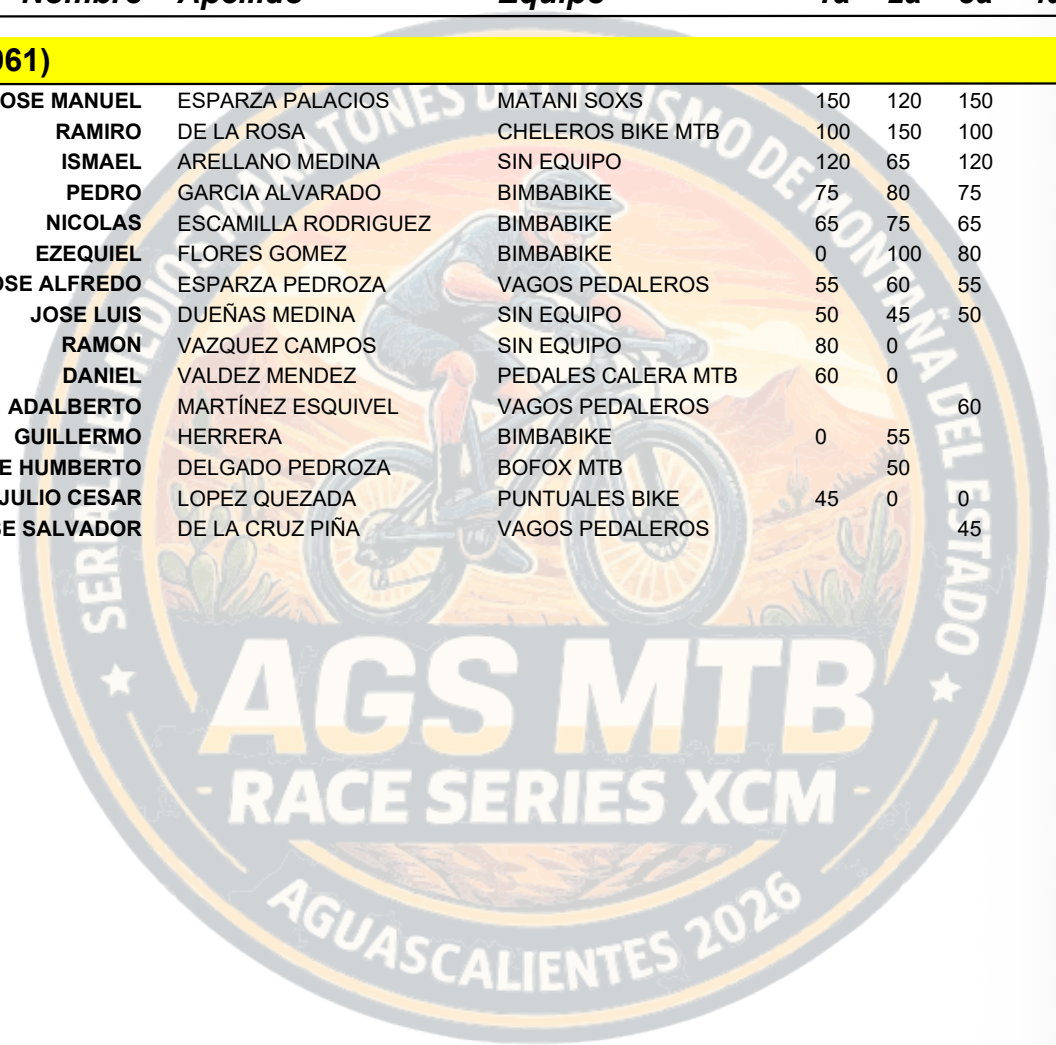 Nombre Apellido Equipo 1a 2a 3a
961)
OSE MANUEL ESPARZA PALACIOS MATANI SOXS 150 120 150
RAMIRO DE LA ROSA CHELEROS BIKE MTB 100 150 100
ISMAEL ARELLANO MEDINA SIN EQUIPO 120 65 120
PEDRO GARCIA ALVARADO BIMBABIKE 75 80 75
NICOLAS ESCAMILLA RODRIGUEZ BIMBABIKE 65 75 65
EZEQUIEL FLORES GOMEZ BIMBABIKE 0 100 80
OSE ALFREDO ESPARZA PEDROZA VAGOS PEDALEROS 55 60 55
JOSE LUIS DUEÑAS MEDINA SIN EQUIPO 50 45 50
RAMON VAZQUEZ CAMPOS SIN EQUIPO 80 0
DANIEL VALDEZ MENDEZ PEDALES CALERA MTB 60 0
ADALBERTO MARTÍNEZ ESQUIVEL VAGOS PEDALEROS 60
GUILLERMO HERRERA BIMBABIKE 0 55
E HUMBERTO DELGADO PEDROZA BOFOX MTB 50
JULIO CESAR LOPEZ QUEZADA PUNTUALES BIKE 45 0 0
SE SALVADOR DE LA CRUZ PIÑA VAGOS PEDALEROS 45
AGS MTB
- RACE SERIES XCM -
AGUASCALIENTES 2026